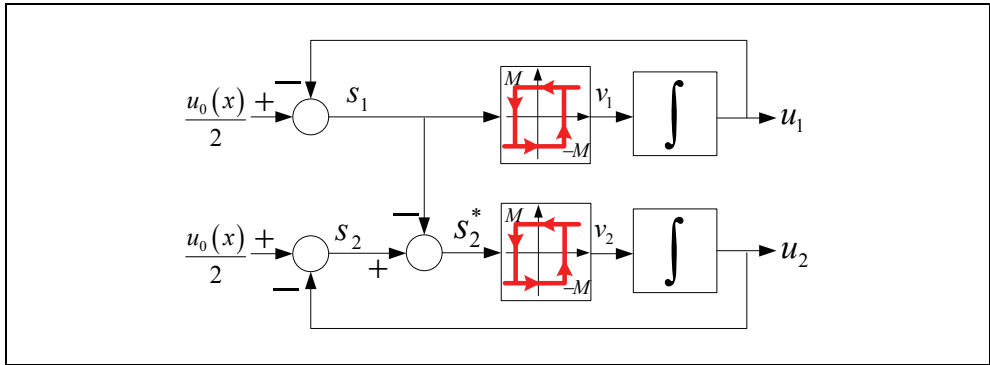 u₀(x)/2
+
−
s₁
M
−M
v₁
∫
u₁
u₀(x)/2
+
−
s₂
+
−
s₂*
M
−M
v₂
∫
u₂